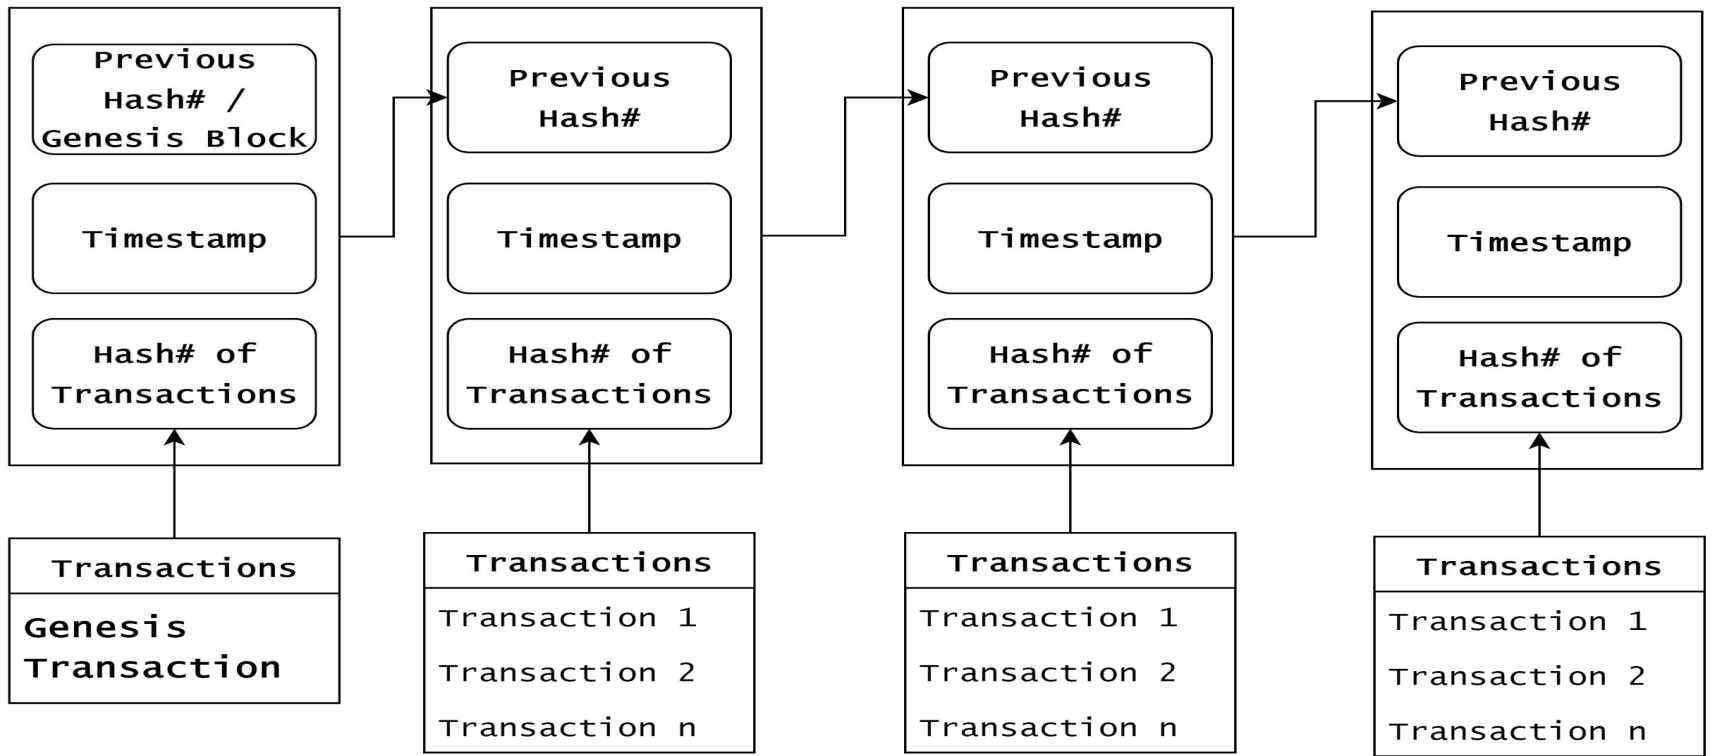 Previous
Hash# /
Genesis Block
Timestamp
Hash# of
Transactions
Previous
Hash#
Timestamp
Hash# of
Transactions
Previous
Hash#
Timestamp
Hash# of
Transactions
Previous
Hash#
Timestamp
Hash# of
Transactions
Transactions
Genesis
Transaction
Transactions
Transaction 1
Transaction 2
Transaction n
Transactions
Transaction 1
Transaction 2
Transaction n
Transactions
Transaction 1
Transaction 2
Transaction n